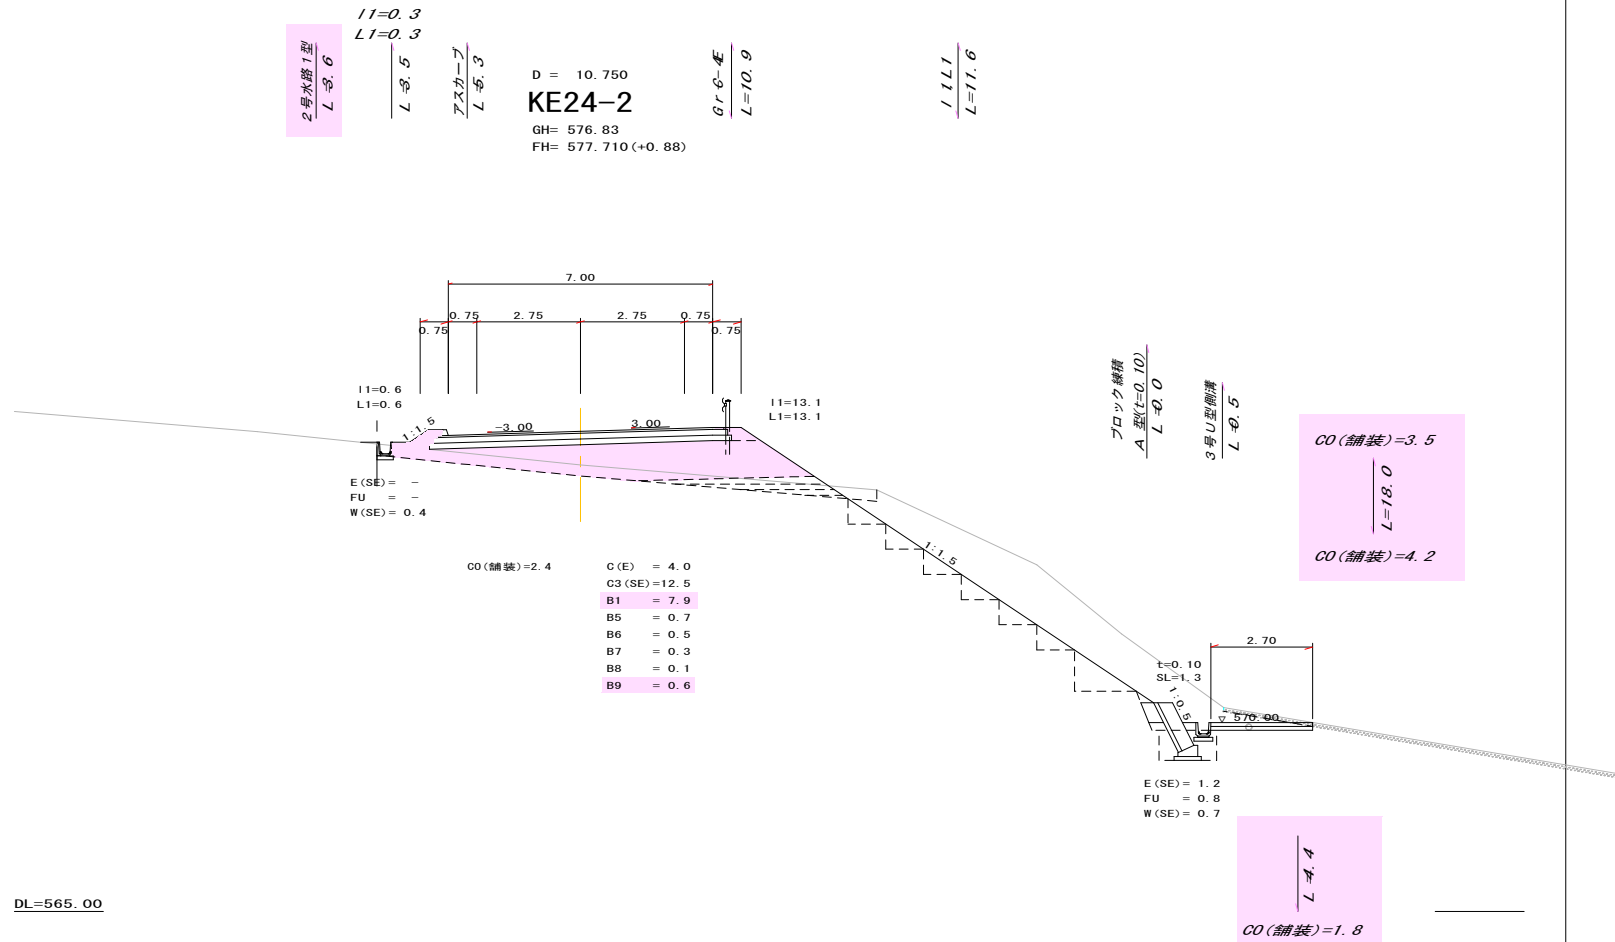 I1=0.3
L1=0.3
2号水路1型
L=3.6
L=3.5
アスカーブ
L=5.3
D = 10.750
KE24-2
GH= 576.83
FH= 577.710(+0.88)
Gr-C-4E
L=10.9
L=11.6
7.00
0.75
2.75
2.75
0.75
0.75
0.75
I1=0.6
L1=0.6
I1=13.1
L1=13.1
1:1.5
-3.00
3.00
E(SE)= -
FU = -
W(SE)= 0.4
CO(舗装)=2.4
C(E) = 4.0
C3(SE)=12.5
B1 = 7.9
B5 = 0.7
B6 = 0.5
B7 = 0.3
B8 = 0.1
B9 = 0.6
1:1.5
ブロック練積
A型(t=0.10)
L=0.0
3号U型側溝
L=0.5
CO(舗装)=3.5
L=18.0
CO(舗装)=4.2
2.70
t=0.10
SL=1.3
1:0.5
570.00
E(SE)= 1.2
FU = 0.8
W(SE)= 0.7
L=4.4
CO(舗装)=1.8
DL=565.00